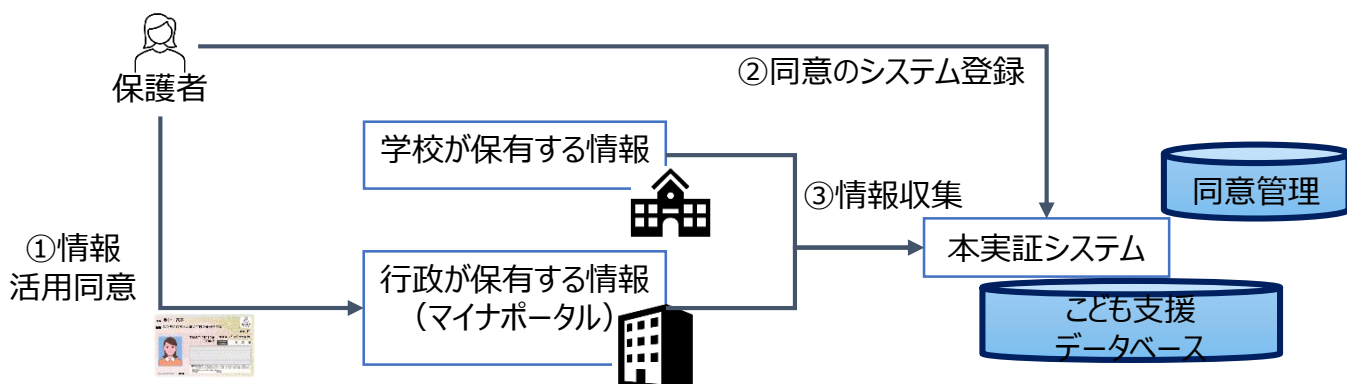 保護者
②同意のシステム登録
学校が保有する情報
同意管理
③情報収集
①情報
活用同意
本実証システム
行政が保有する情報
（マイナポータル）
こども支援
データベース